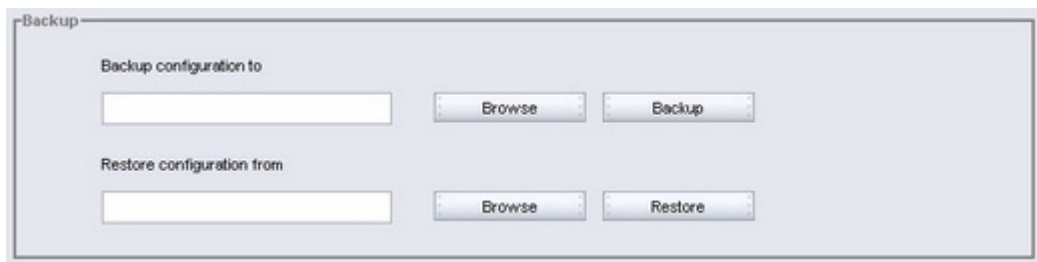 Backup
Backup configuration to
Browse Backup
Restore configuration from
Browse Restore